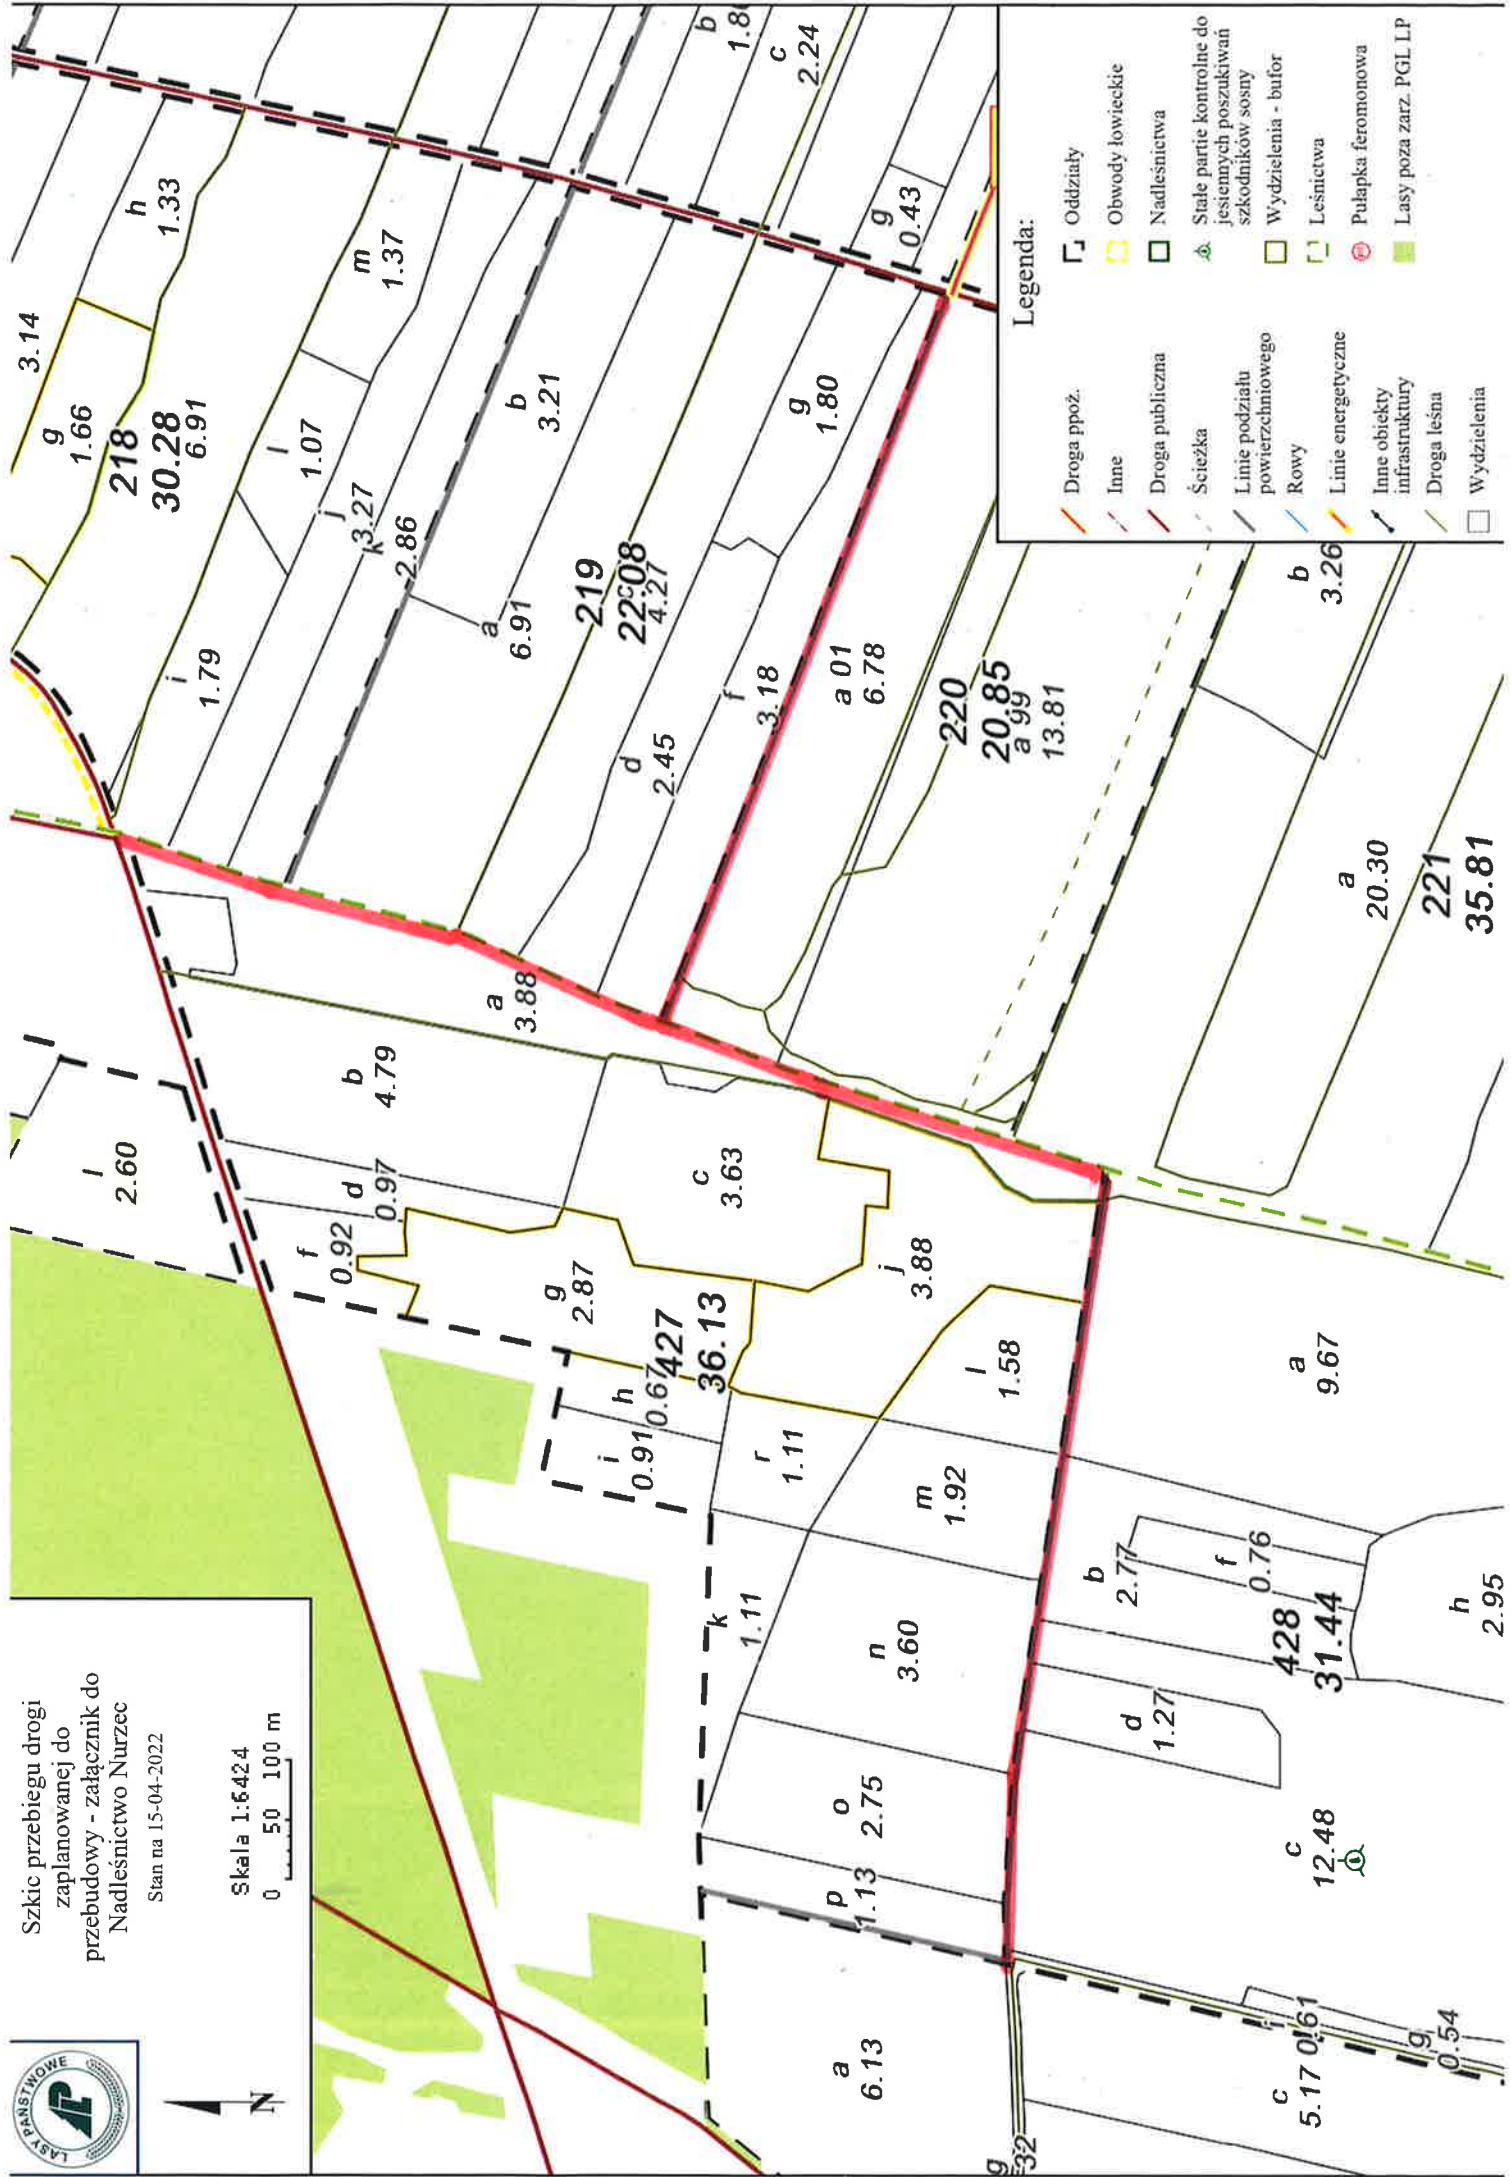 LASY PAŃSTWOWE
LP
N
Szkic przebiegu drogi
zaplanowanej do
przebudowy - załącznik do
Nadleśnictwo Nurzec
Stan na 15-04-2022
Skala 1:6424
0 50 100 m
l
2.60
3.14
g
1.66
h
1.33
218
30.28
6.91
m
1.37
l
1.07
i
1.79
j
3.27
k
2.86
b
1.8
c
2.24
b
3.21
a
6.91
219
22.08
c
4.27
g
0.43
g
1.80
d
2.45
f
3.18
a
3.88
b
4.79
d
0.97
f
0.92
g
2.87
c
3.63
427
36.13
h
0.67
i
0.91
j
3.88
r
1.11
l
1.58
m
1.92
k
1.11
n
3.60
o
2.75
p
1.13
a
6.13
a 01
6.78
220
20.85
a 99
13.81
b
3.26
a
20.30
221
35.81
a
9.67
b
2.77
f
0.76
428
31.44
h
2.95
d
1.27
c
12.48
c
5.17
0.61
g
0.54
g
32
Legenda:
Droga ppoż.
Inne
Droga publiczna
Ścieżka
Linie podziału
powierzchniowego
Rowy
Linie energetyczne
Inne obiekty
infrastruktury
Droga leśna
Wydzielenia
Oddziały
Obwody łowieckie
Nadleśnictwa
Stałe partie kontrolne do
jesiennych poszukiwań
szkodników sosny
Wydzielenia - bufor
Leśnictwa
Pułapka feromonowa
Lasy poza zarz. PGL LP